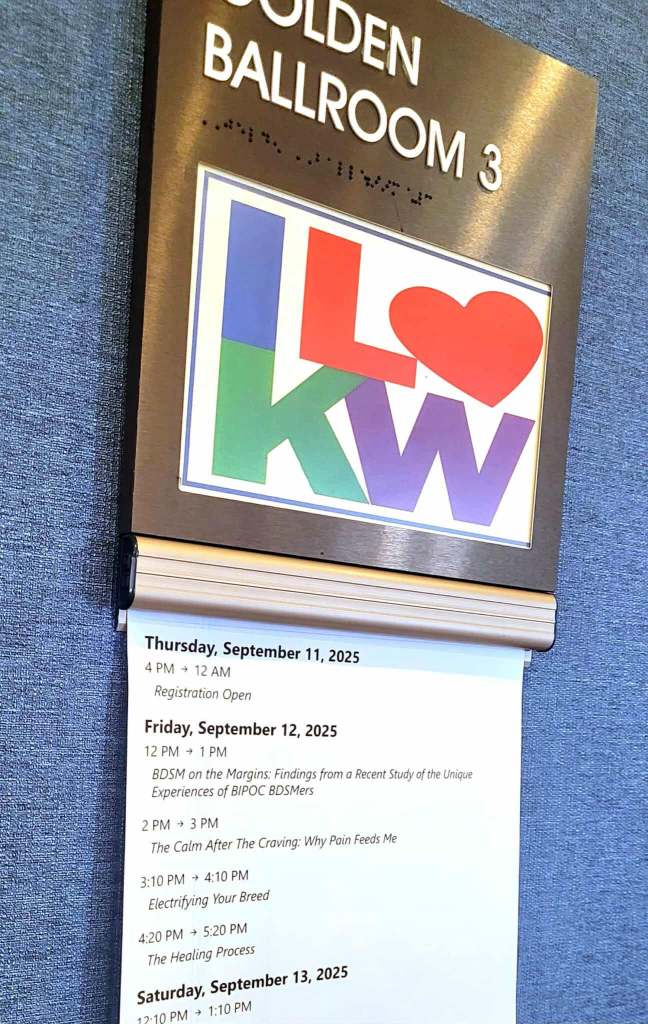 GOLDEN
BALLROOM 3
I L
KW
Thursday, September 11, 2025
4 PM → 12 AM
Registration Open
Friday, September 12, 2025
12 PM → 1 PM
BDSM on the Margins: Findings from a Recent Study of the Unique
Experiences of BIPOC BDSMers
2 PM → 3 PM
The Calm After The Craving: Why Pain Feeds Me
3:10 PM → 4:10 PM
Electrifying Your Breed
4:20 PM → 5:20 PM
The Healing Process
Saturday, September 13, 2025
12:10 PM → 1:10 PM